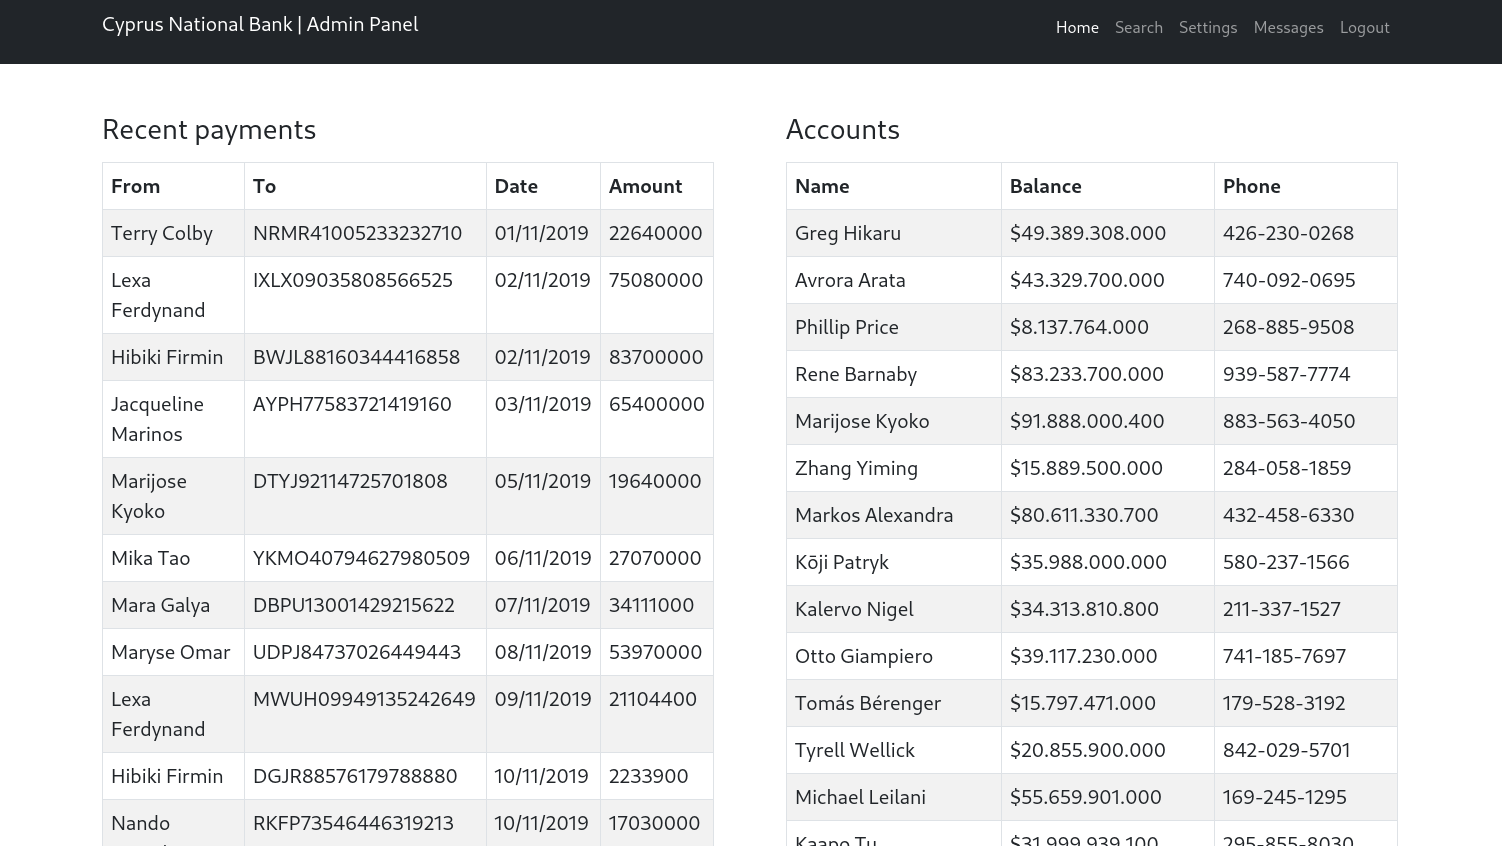 Cyprus National Bank | Admin Panel
Home Search Settings Messages Logout
Recent payments
From To Date Amount
Terry Colby NRMR41005233232710 01/11/2019 22640000
Lexa IXLX09035808566525 02/11/2019 75080000
Ferdynand
Hibiki Firmin BWJL88160344416858 02/11/2019 83700000
Jacqueline AYPH77583721419160 03/11/2019 65400000
Marinos
Marijose DTYJ92114725701808 05/11/2019 19640000
Kyoko
Mika Tao YKMO40794627980509 06/11/2019 27070000
Mara Galya DBPU13001429215622 07/11/2019 34111000
Maryse Omar UDPJ84737026449443 08/11/2019 53970000
Lexa MWUH09949135242649 09/11/2019 21104400
Ferdynand
Hibiki Firmin DGJR88576179788880 10/11/2019 2233900
Nando RKFP73546446319213 10/11/2019 17030000
Accounts
Name Balance Phone
Greg Hikaru $49.389.308.000 426-230-0268
Avrora Arata $43.329.700.000 740-092-0695
Phillip Price $8.137.764.000 268-885-9508
Rene Barnaby $83.233.700.000 939-587-7774
Marijose Kyoko $91.888.000.400 883-563-4050
Zhang Yiming $15.889.500.000 284-058-1859
Markos Alexandra $80.611.330.700 432-458-6330
Kōji Patryk $35.988.000.000 580-237-1566
Kalervo Nigel $34.313.810.800 211-337-1527
Otto Giampiero $39.117.230.000 741-185-7697
Tomás Bérenger $15.797.471.000 179-528-3192
Tyrell Wellick $20.855.900.000 842-029-5701
Michael Leilani $55.659.901.000 169-245-1295
Kaapo Tu $31.999.939.100 295-855-8030